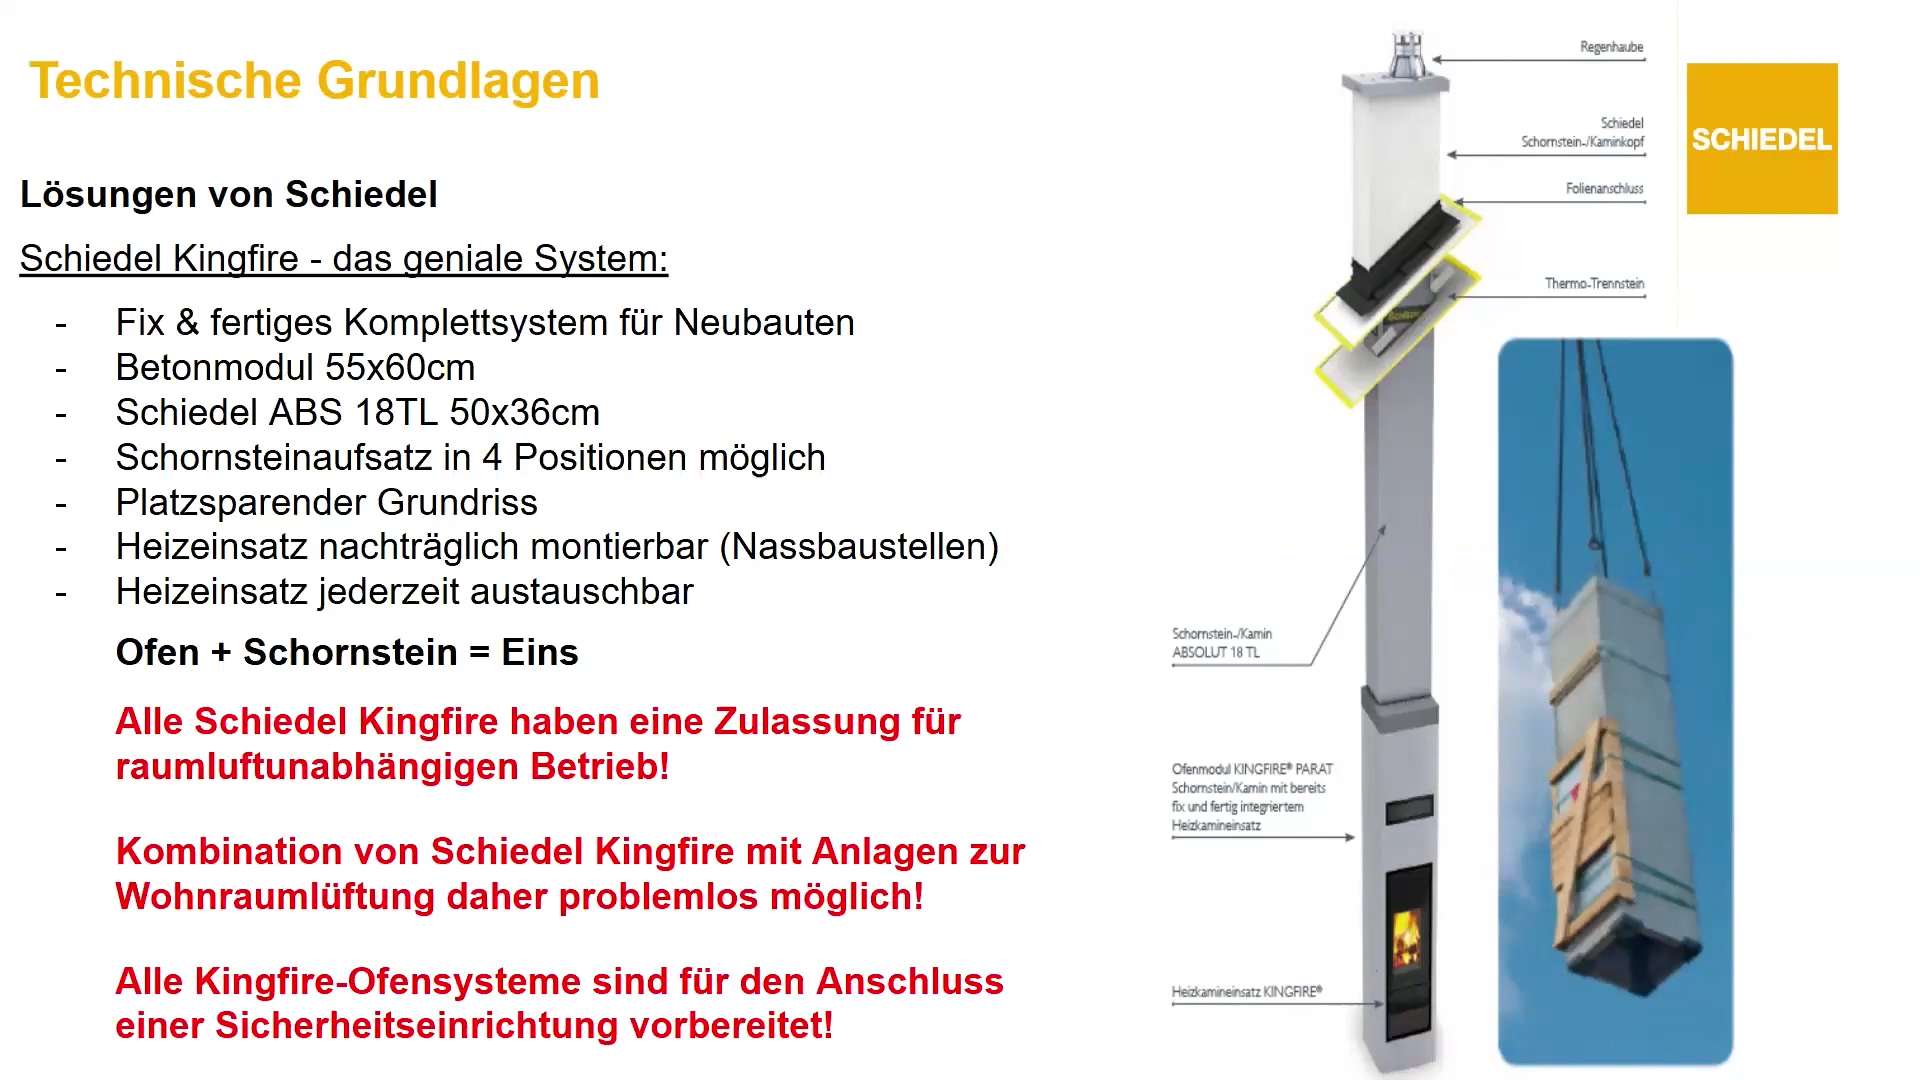 Technische Grundlagen
Lösungen von Schiedel
Schiedel Kingfire - das geniale System:
- Fix & fertiges Komplettsystem für Neubauten
- Betonmodul 55x60cm
- Schiedel ABS 18TL 50x36cm
- Schornsteinaufsatz in 4 Positionen möglich
- Platzsparender Grundriss
- Heizeinsatz nachträglich montierbar (Nassbaustellen)
- Heizeinsatz jederzeit austauschbar
Ofen + Schornstein = Eins
Alle Schiedel Kingfire haben eine Zulassung für
raumluftunabhängigen Betrieb!
Kombination von Schiedel Kingfire mit Anlagen zur
Wohnraumlüftung daher problemlos möglich!
Alle Kingfire-Ofensysteme sind für den Anschluss
einer Sicherheitseinrichtung vorbereitet!
Regenhaube
Schiedel
Schornstein-/Kaminkopf
Folienanschluss
Thermo-Trennstein
Schornstein-/Kamin
ABSOLUT 18 TL
Ofenmodul KINGFIRE® PARAT
Schornstein/Kamin mit bereits
fix und fertig integriertem
Heizkamineinsatz
Heizkamineinsatz KINGFIRE®
SCHIEDEL